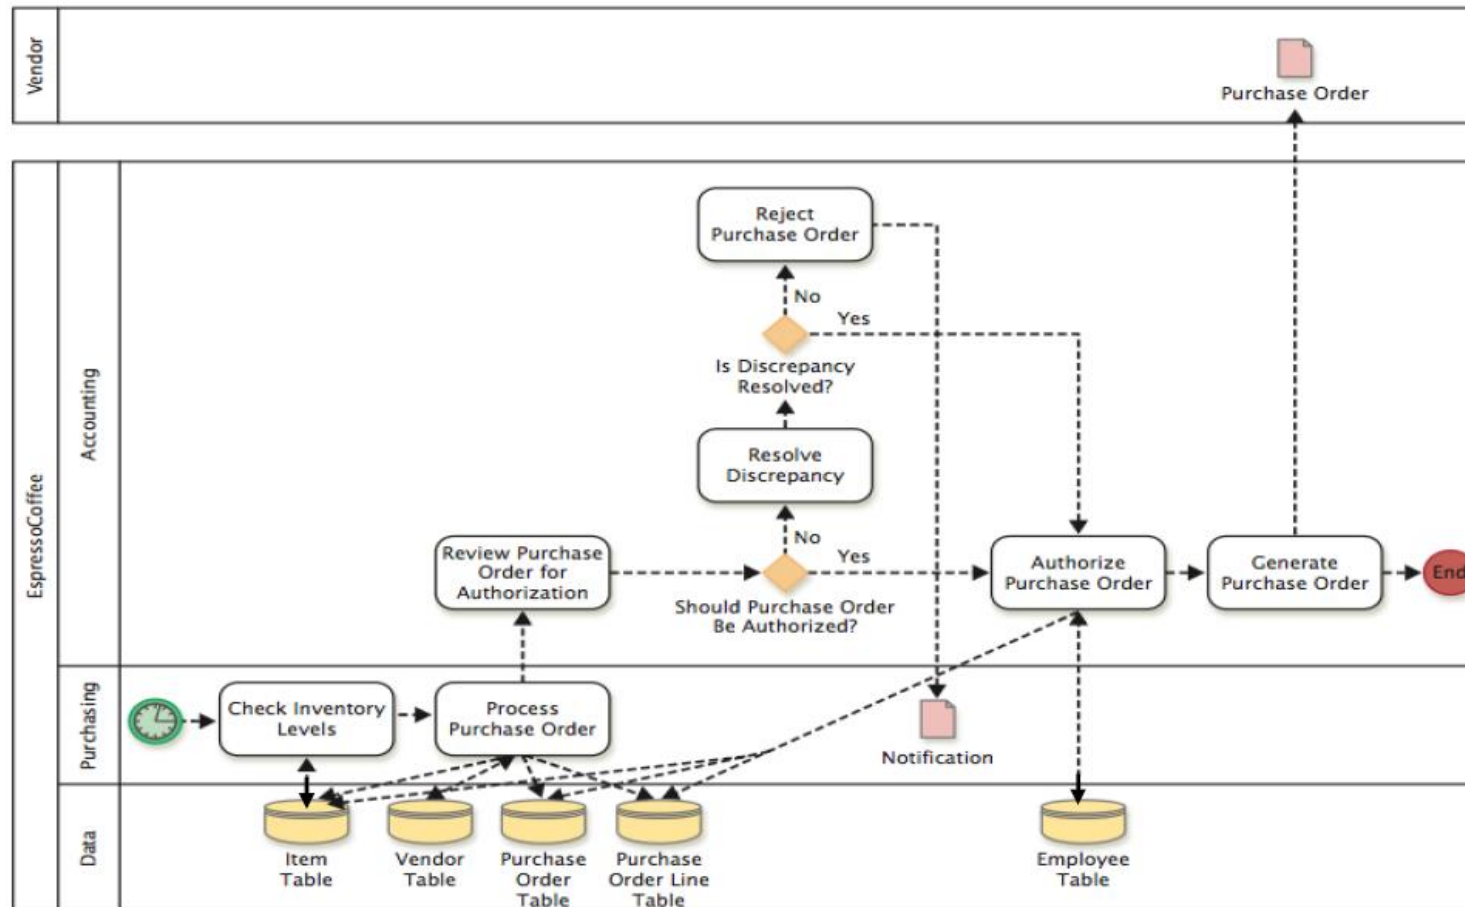 Vendor
Purchase Order
EspressoCoffee
Accounting
Reject
Purchase Order
No
Yes
Is Discrepancy
Resolved?
Resolve
Discrepancy
No
Yes
Review Purchase
Order for
Authorization
Should Purchase Order
Be Authorized?
Authorize
Purchase Order
Generate
Purchase Order
End
Purchasing
Check Inventory
Levels
Process
Purchase Order
Notification
Data
Item
Table
Vendor
Table
Purchase
Order
Table
Purchase
Order Line
Table
Employee
Table